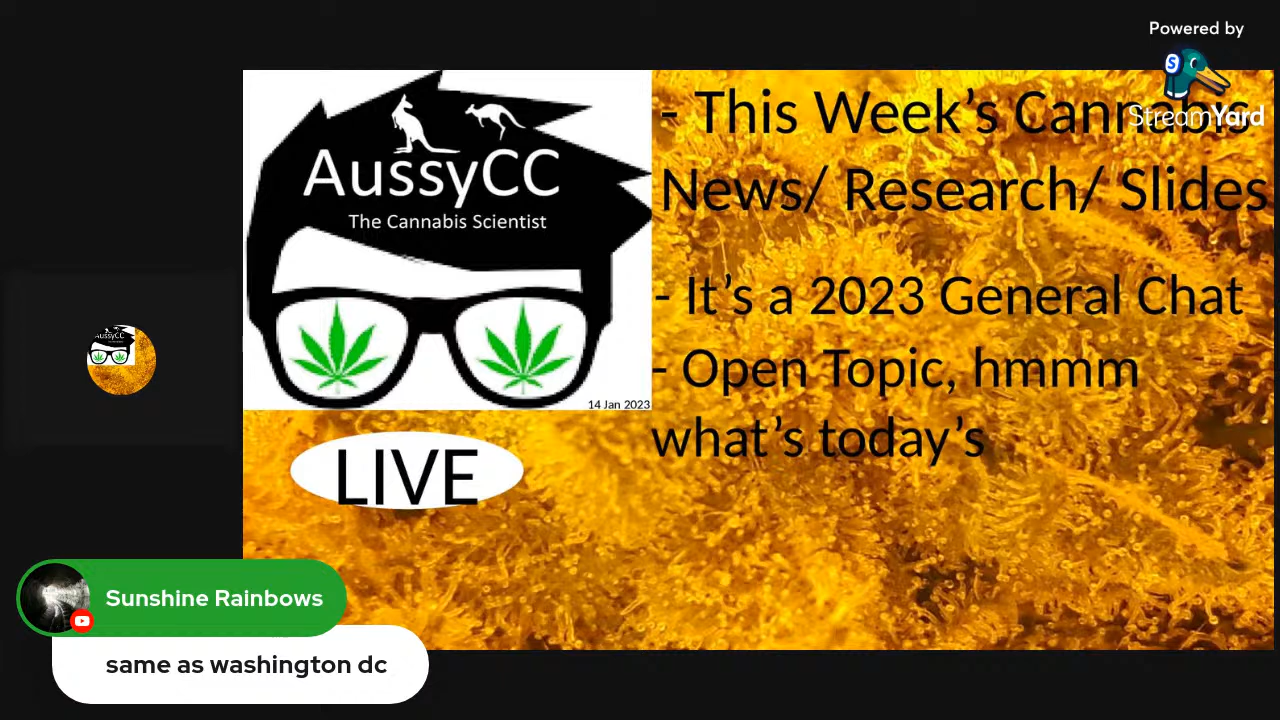 Powered by
StreamYard
- This Week's Cannabis
News/ Research/ Slides
AussyCC
The Cannabis Scientist
- It's a 2023 General Chat
- Open Topic, hmmm
what's today's
14 Jan 2023
LIVE
Sunshine Rainbows
same as washington dc